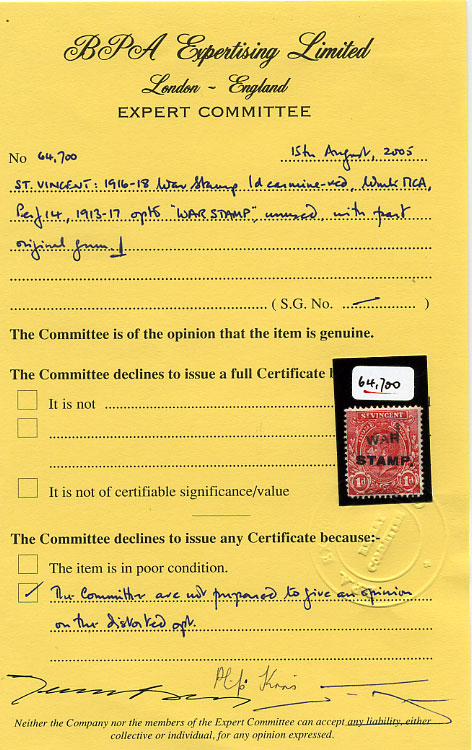 BPA Expertising Limited
London ~ England
EXPERT COMMITTEE
No 64,700 15th August, 2005
ST. VINCENT: 1916-18 War Stamp 1d carmine-red, Wmk MCA,
Perf 14, 1913-17 optd "WAR STAMP", unused, with part
original gum.
( S.G. No. — )
The Committee is of the opinion that the item is genuine.
The Committee declines to issue a full Certificate b
It is not
It is not of certifiable significance/value
64,700
ST VINCENT
WAR
STAMP.
1d 1d
The Committee declines to issue any Certificate because:-
The item is in poor condition.
✓ The Committee are not prepared to give an opinion
on the distorted opt.
Neither the Company nor the members of the Expert Committee can accept any liability, either
collective or individual, for any opinion expressed.